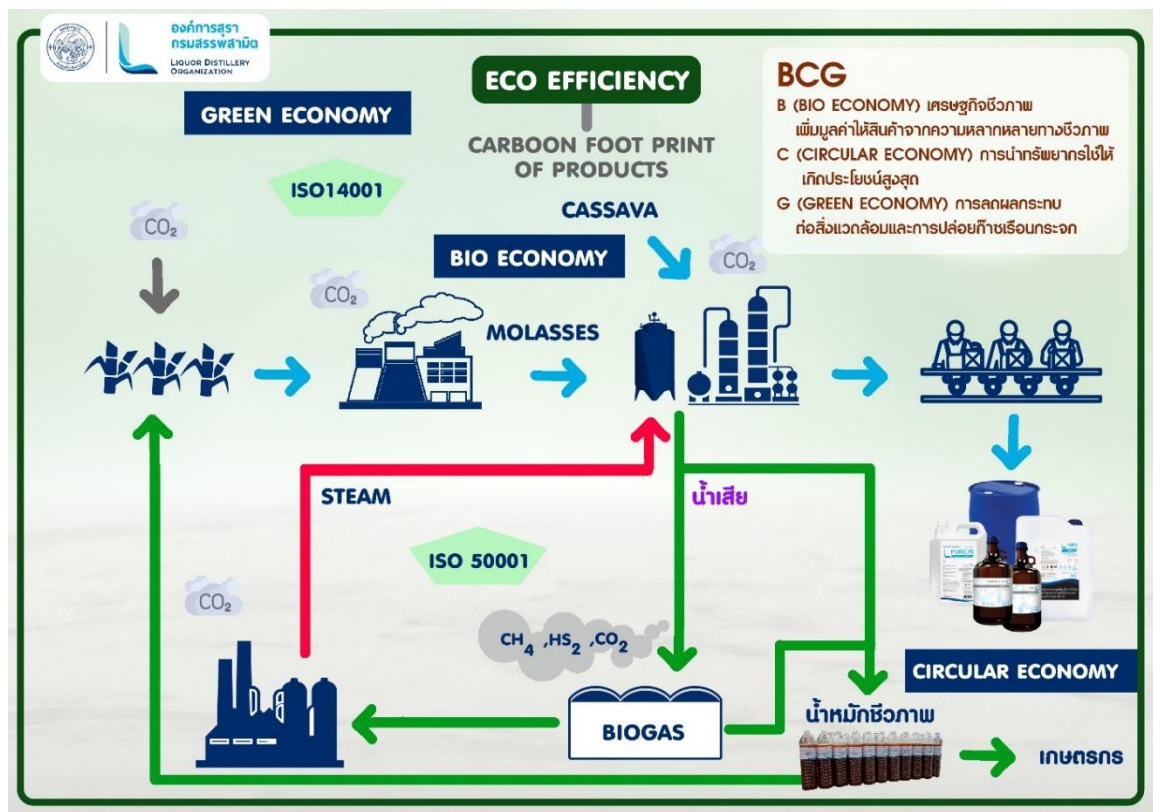 องค์การสุรา
กรมสรรพสามิต
LIQUOR DISTILLERY
ORGANIZATION
GREEN ECONOMY
ISO14001
ECO EFFICIENCY
CARBOON FOOT PRINT
OF PRODUCTS
BCG
B (BIO ECONOMY) เศรษฐกิจชีวภาพ
เพิ่มมูลค่าให้สินค้าจากความหลากหลายทางชีวภาพ
C (CIRCULAR ECONOMY) การนำทรัพยากรใช้ให้
เกิดประโยชน์สูงสุด
G (GREEN ECONOMY) การลดผลกระทบ
ต่อสิ่งแวดล้อมและการปล่อยก๊าซเรือนกระจก
CO₂
CASSAVA
BIO ECONOMY
CO₂
CO₂
MOLASSES
STEAM
น้ำเสีย
ISO 50001
CO₂
CH₄ ,HS₂ ,CO₂
CIRCULAR ECONOMY
น้ำหมักชีวภาพ
BIOGAS
เกษตรกร